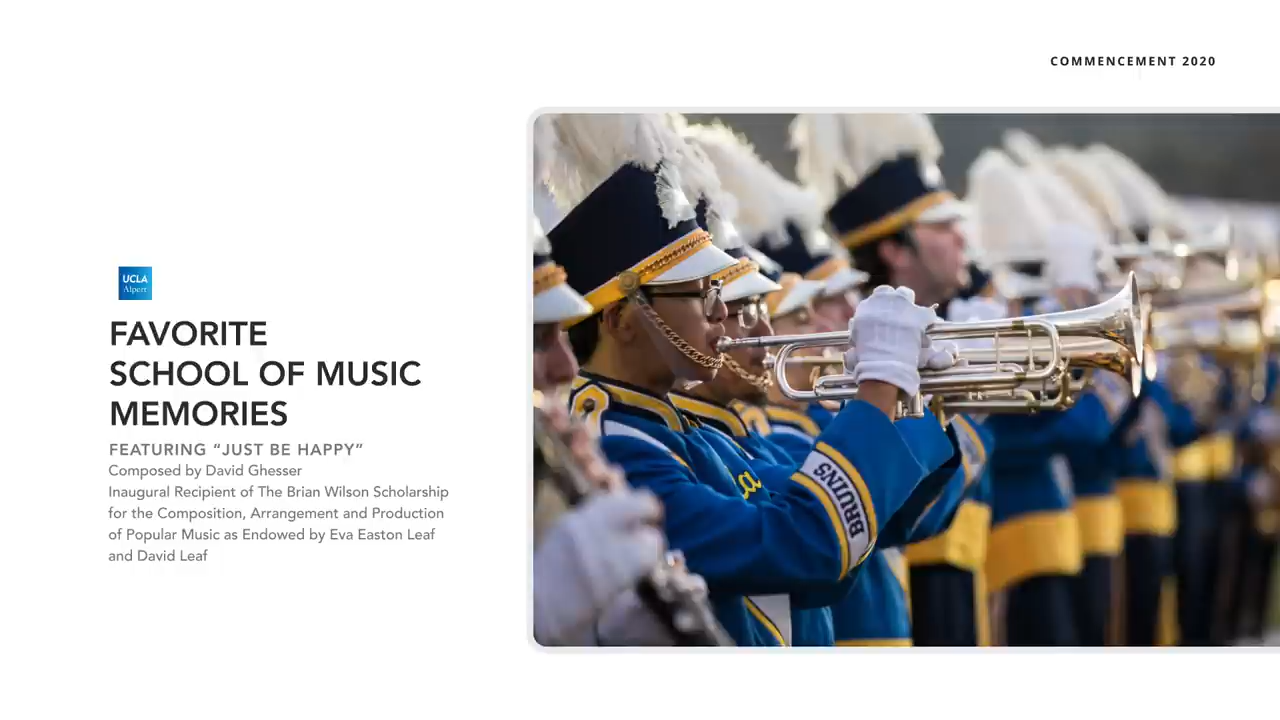 COMMENCEMENT 2020
UCLA
Alpert
FAVORITE
SCHOOL OF MUSIC
MEMORIES
FEATURING “JUST BE HAPPY”
Composed by David Ghesser
Inaugural Recipient of The Brian Wilson Scholarship
for the Composition, Arrangement and Production
of Popular Music as Endowed by Eva Easton Leaf
and David Leaf
BRUINS